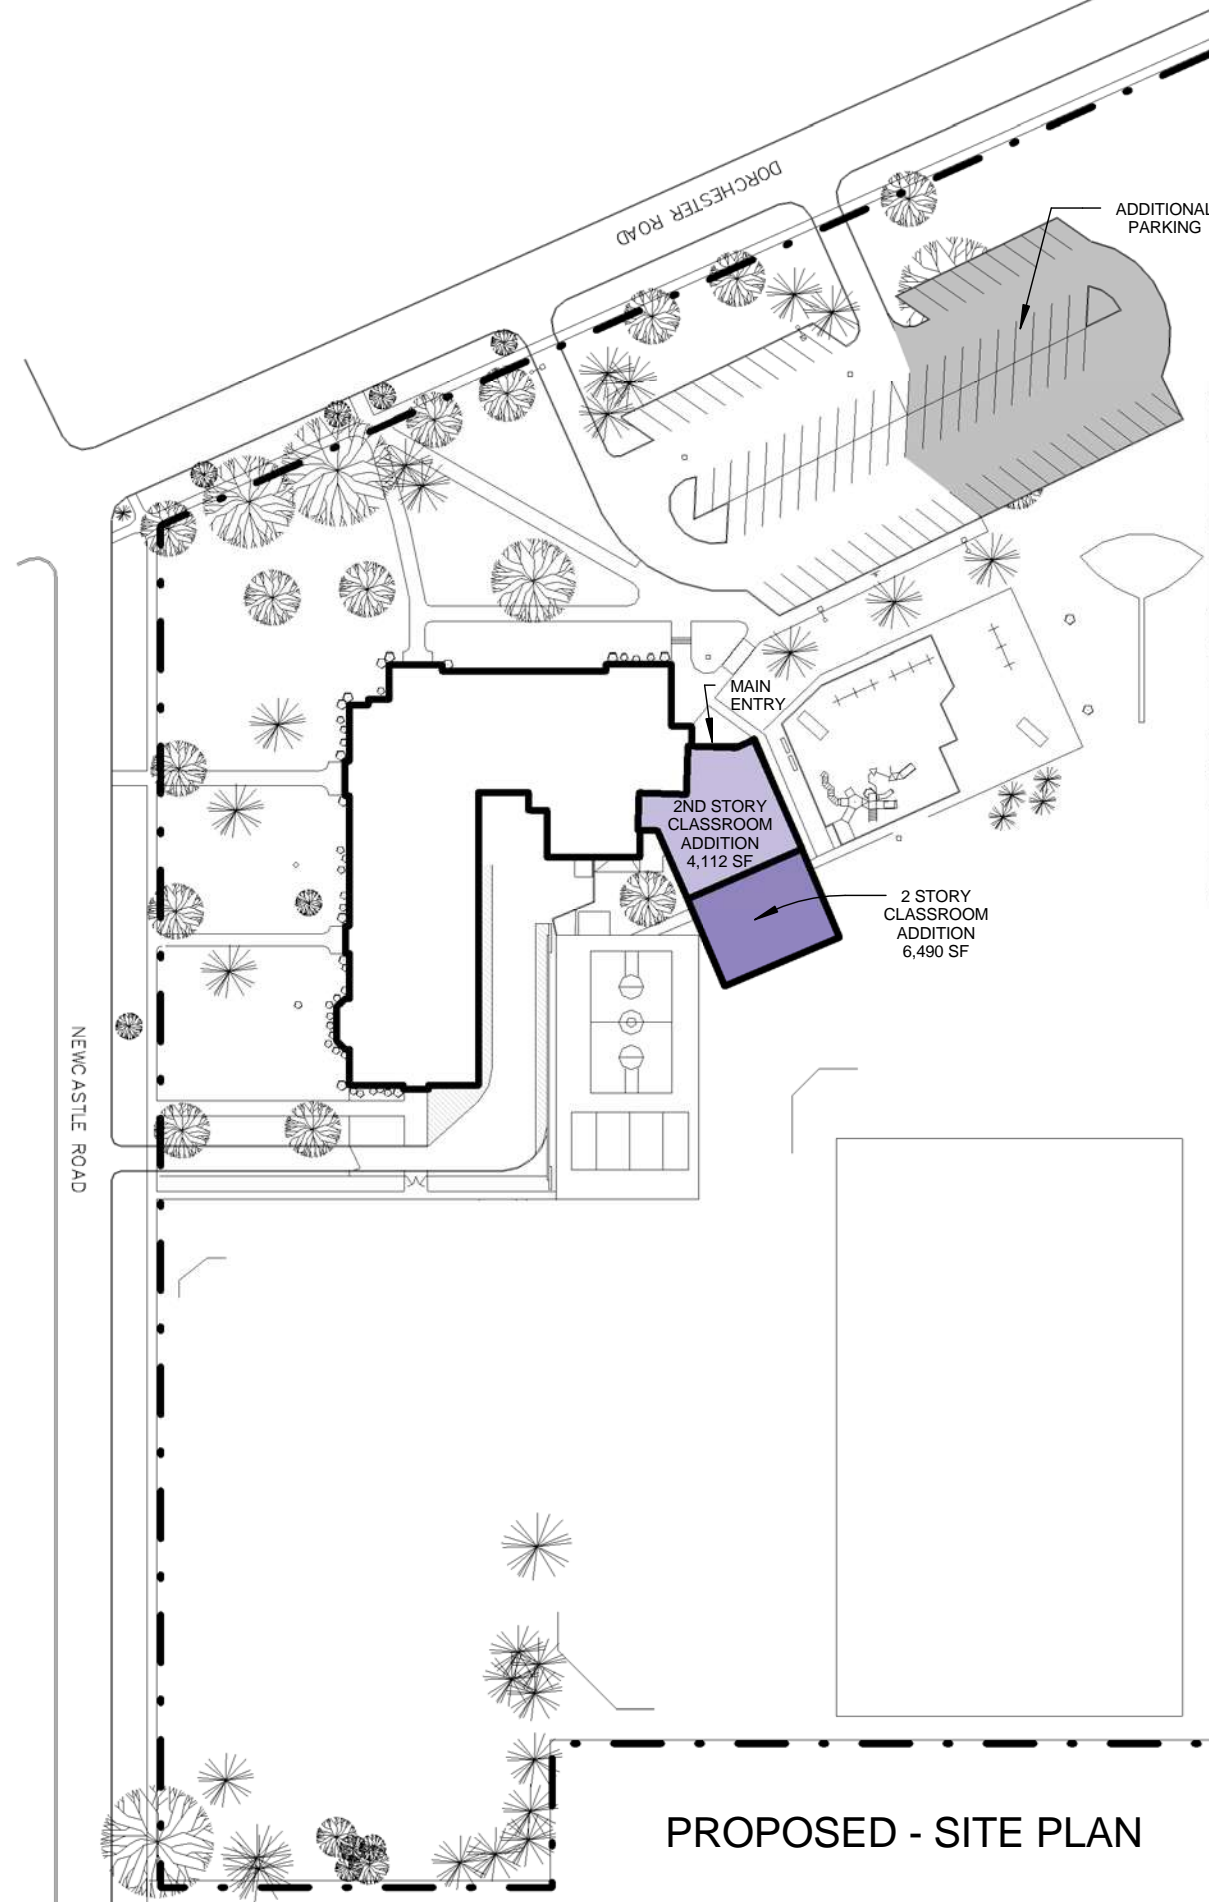 DORCHESTER ROAD
ADDITIONAL
PARKING
MAIN
ENTRY
2ND STORY
CLASSROOM
ADDITION
4,112 SF
2 STORY
CLASSROOM
ADDITION
6,490 SF
NEWCASTLE ROAD
PROPOSED - SITE PLAN